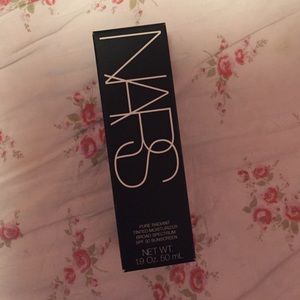 NARS
PURE RADIANT
TINTED MOISTURIZER
BROAD SPECTRUM
SPF 30 SUNSCREEN
NET WT.
1.9 Oz. 50 mL